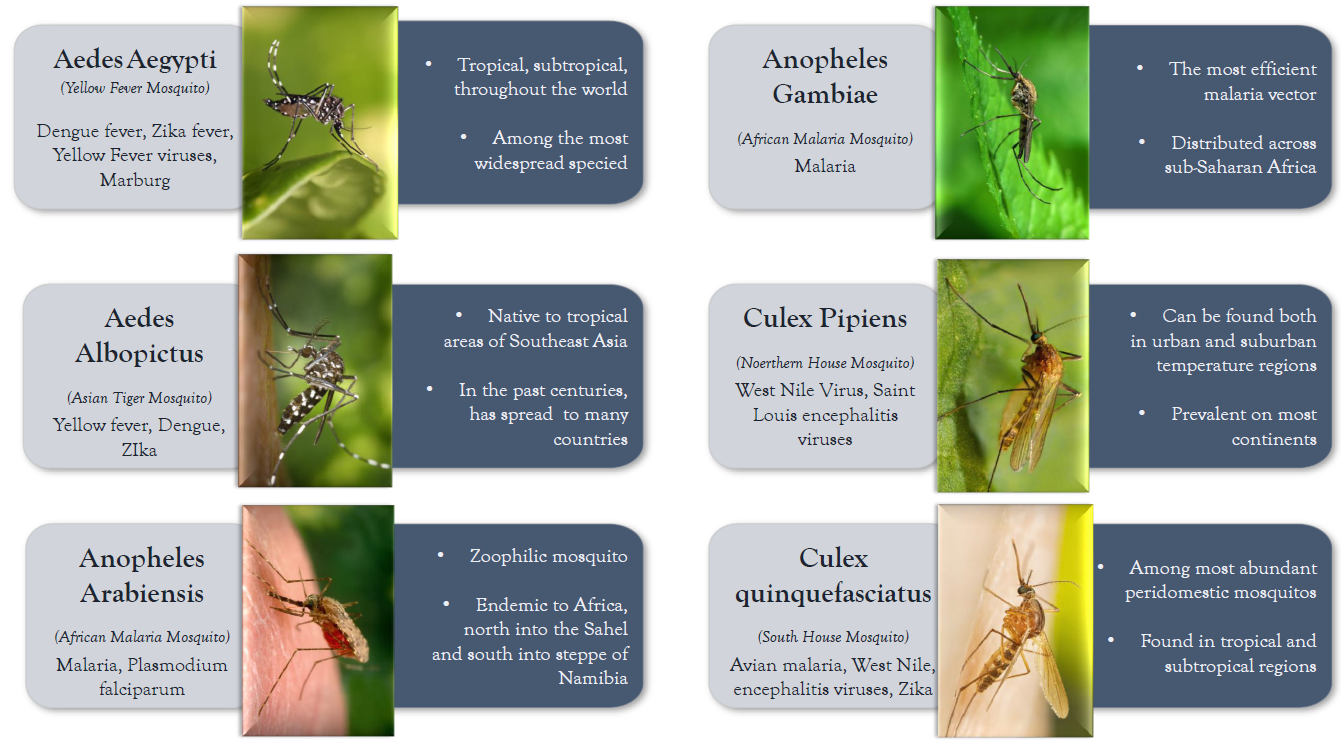 Aedes Aegypti
(Yellow Fever Mosquito)
Dengue fever, Zika fever,
Yellow Fever viruses,
Marburg
• Tropical, subtropical,
throughout the world
• Among the most
widespread specied
Anopheles
Gambiae
(African Malaria Mosquito)
Malaria
• The most efficient
malaria vector
• Distributed across
sub-Saharan Africa
Aedes
Albopictus
(Asian Tiger Mosquito)
Yellow fever, Dengue,
ZIka
• Native to tropical
areas of Southeast Asia
• In the past centuries,
has spread to many
countries
Culex Pipiens
(Noerthern House Mosquito)
West Nile Virus, Saint
Louis encephalitis
viruses
• Can be found both
in urban and suburban
temperature regions
• Prevalent on most
continents
Anopheles
Arabiensis
(African Malaria Mosquito)
Malaria, Plasmodium
falciparum
• Zoophilic mosquito
• Endemic to Africa,
north into the Sahel
and south into steppe of
Namibia
Culex
quinquefasciatus
(South House Mosquito)
Avian malaria, West Nile,
encephalitis viruses, Zika
• Among most abundant
peridomestic mosquitos
• Found in tropical and
subtropical regions